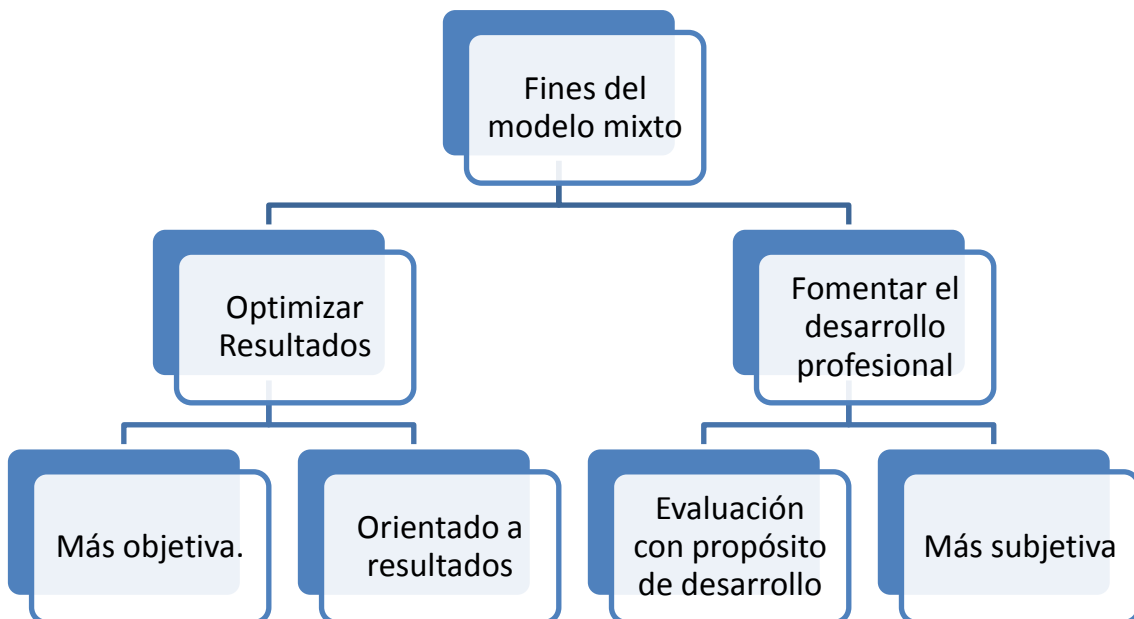 Fines del
modelo mixto
Optimizar
Resultados
Fomentar el
desarrollo
profesional
Más objetiva.
Orientado a
resultados
Evaluación
con propósito
de desarrollo
Más subjetiva